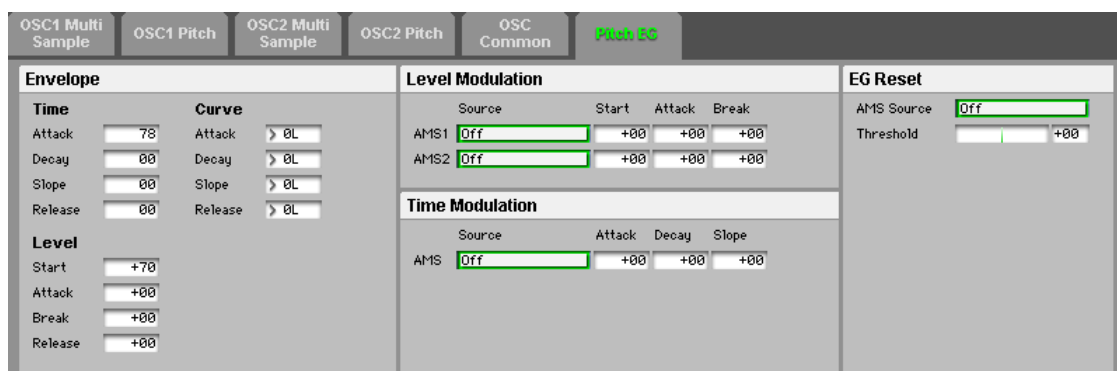 OSC1 Multi Sample
OSC1 Pitch
OSC2 Multi Sample
OSC2 Pitch
OSC Common
Pitch EG
Envelope
Time Curve
Attack 78 Attack > 0L
Decay 00 Decay > 0L
Slope 00 Slope > 0L
Release 00 Release > 0L
Level
Start +70
Attack +00
Break +00
Release +00
Level Modulation
Source Start Attack Break
AMS1 Off +00 +00 +00
AMS2 Off +00 +00 +00
Time Modulation
Source Attack Decay Slope
AMS Off +00 +00 +00
EG Reset
AMS Source Off
Threshold +00